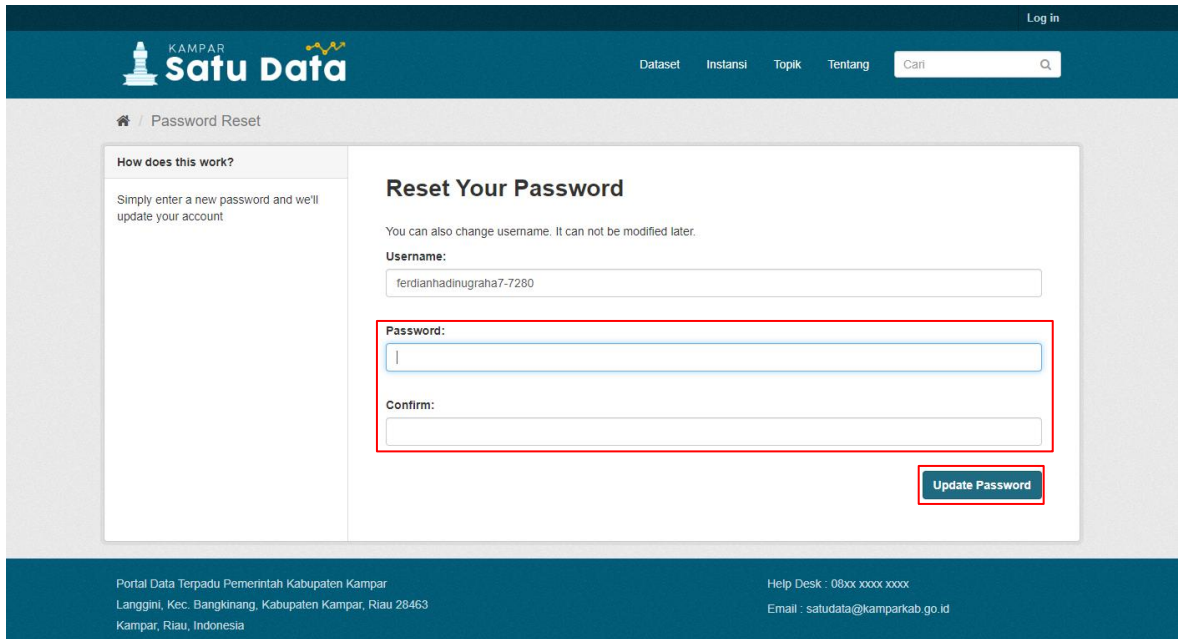 Log in
KAMPAR
Satu Data
Dataset Instansi Topik Tentang Cari
/ Password Reset
How does this work?
Simply enter a new password and we'll
update your account
Reset Your Password
You can also change username. It can not be modified later.
Username:
ferdianhadinugraha7-7280
Password:
Confirm:
Update Password
Portal Data Terpadu Pemerintah Kabupaten Kampar
Langgini, Kec. Bangkinang, Kabupaten Kampar, Riau 28463
Kampar, Riau, Indonesia
Help Desk : 08xx xxxx xxxx
Email : satudata@kamparkab.go.id